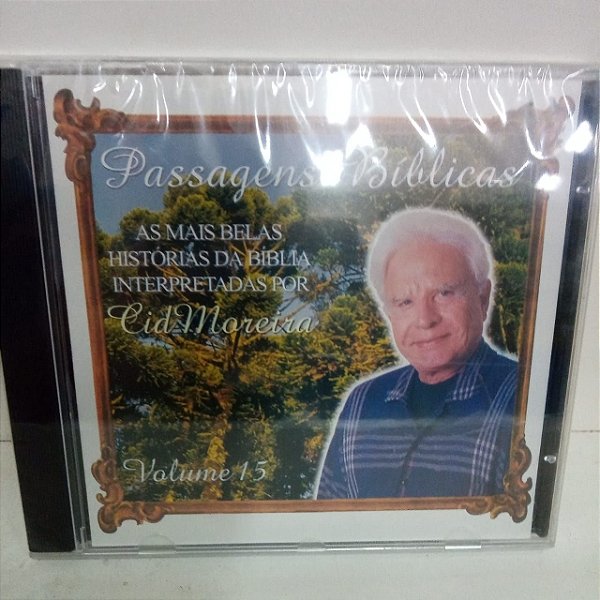 Passagens Bíblicas
AS MAIS BELAS
HISTÓRIAS DA BÍBLIA
INTERPRETADAS POR
Cid Moreira
Volume 15